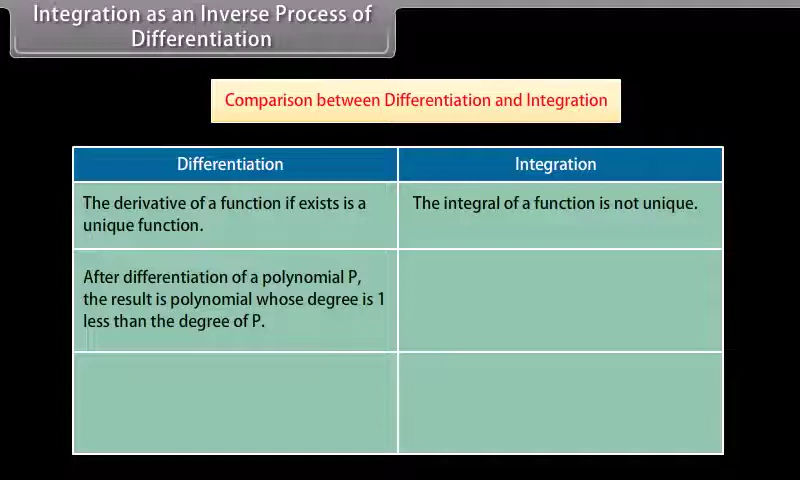 Integration as an Inverse Process of
Differentiation
Comparison between Differentiation and Integration
Differentiation
Integration
The derivative of a function if exists is a
unique function.
The integral of a function is not unique.
After differentiation of a polynomial P,
the result is polynomial whose degree is 1
less than the degree of P.